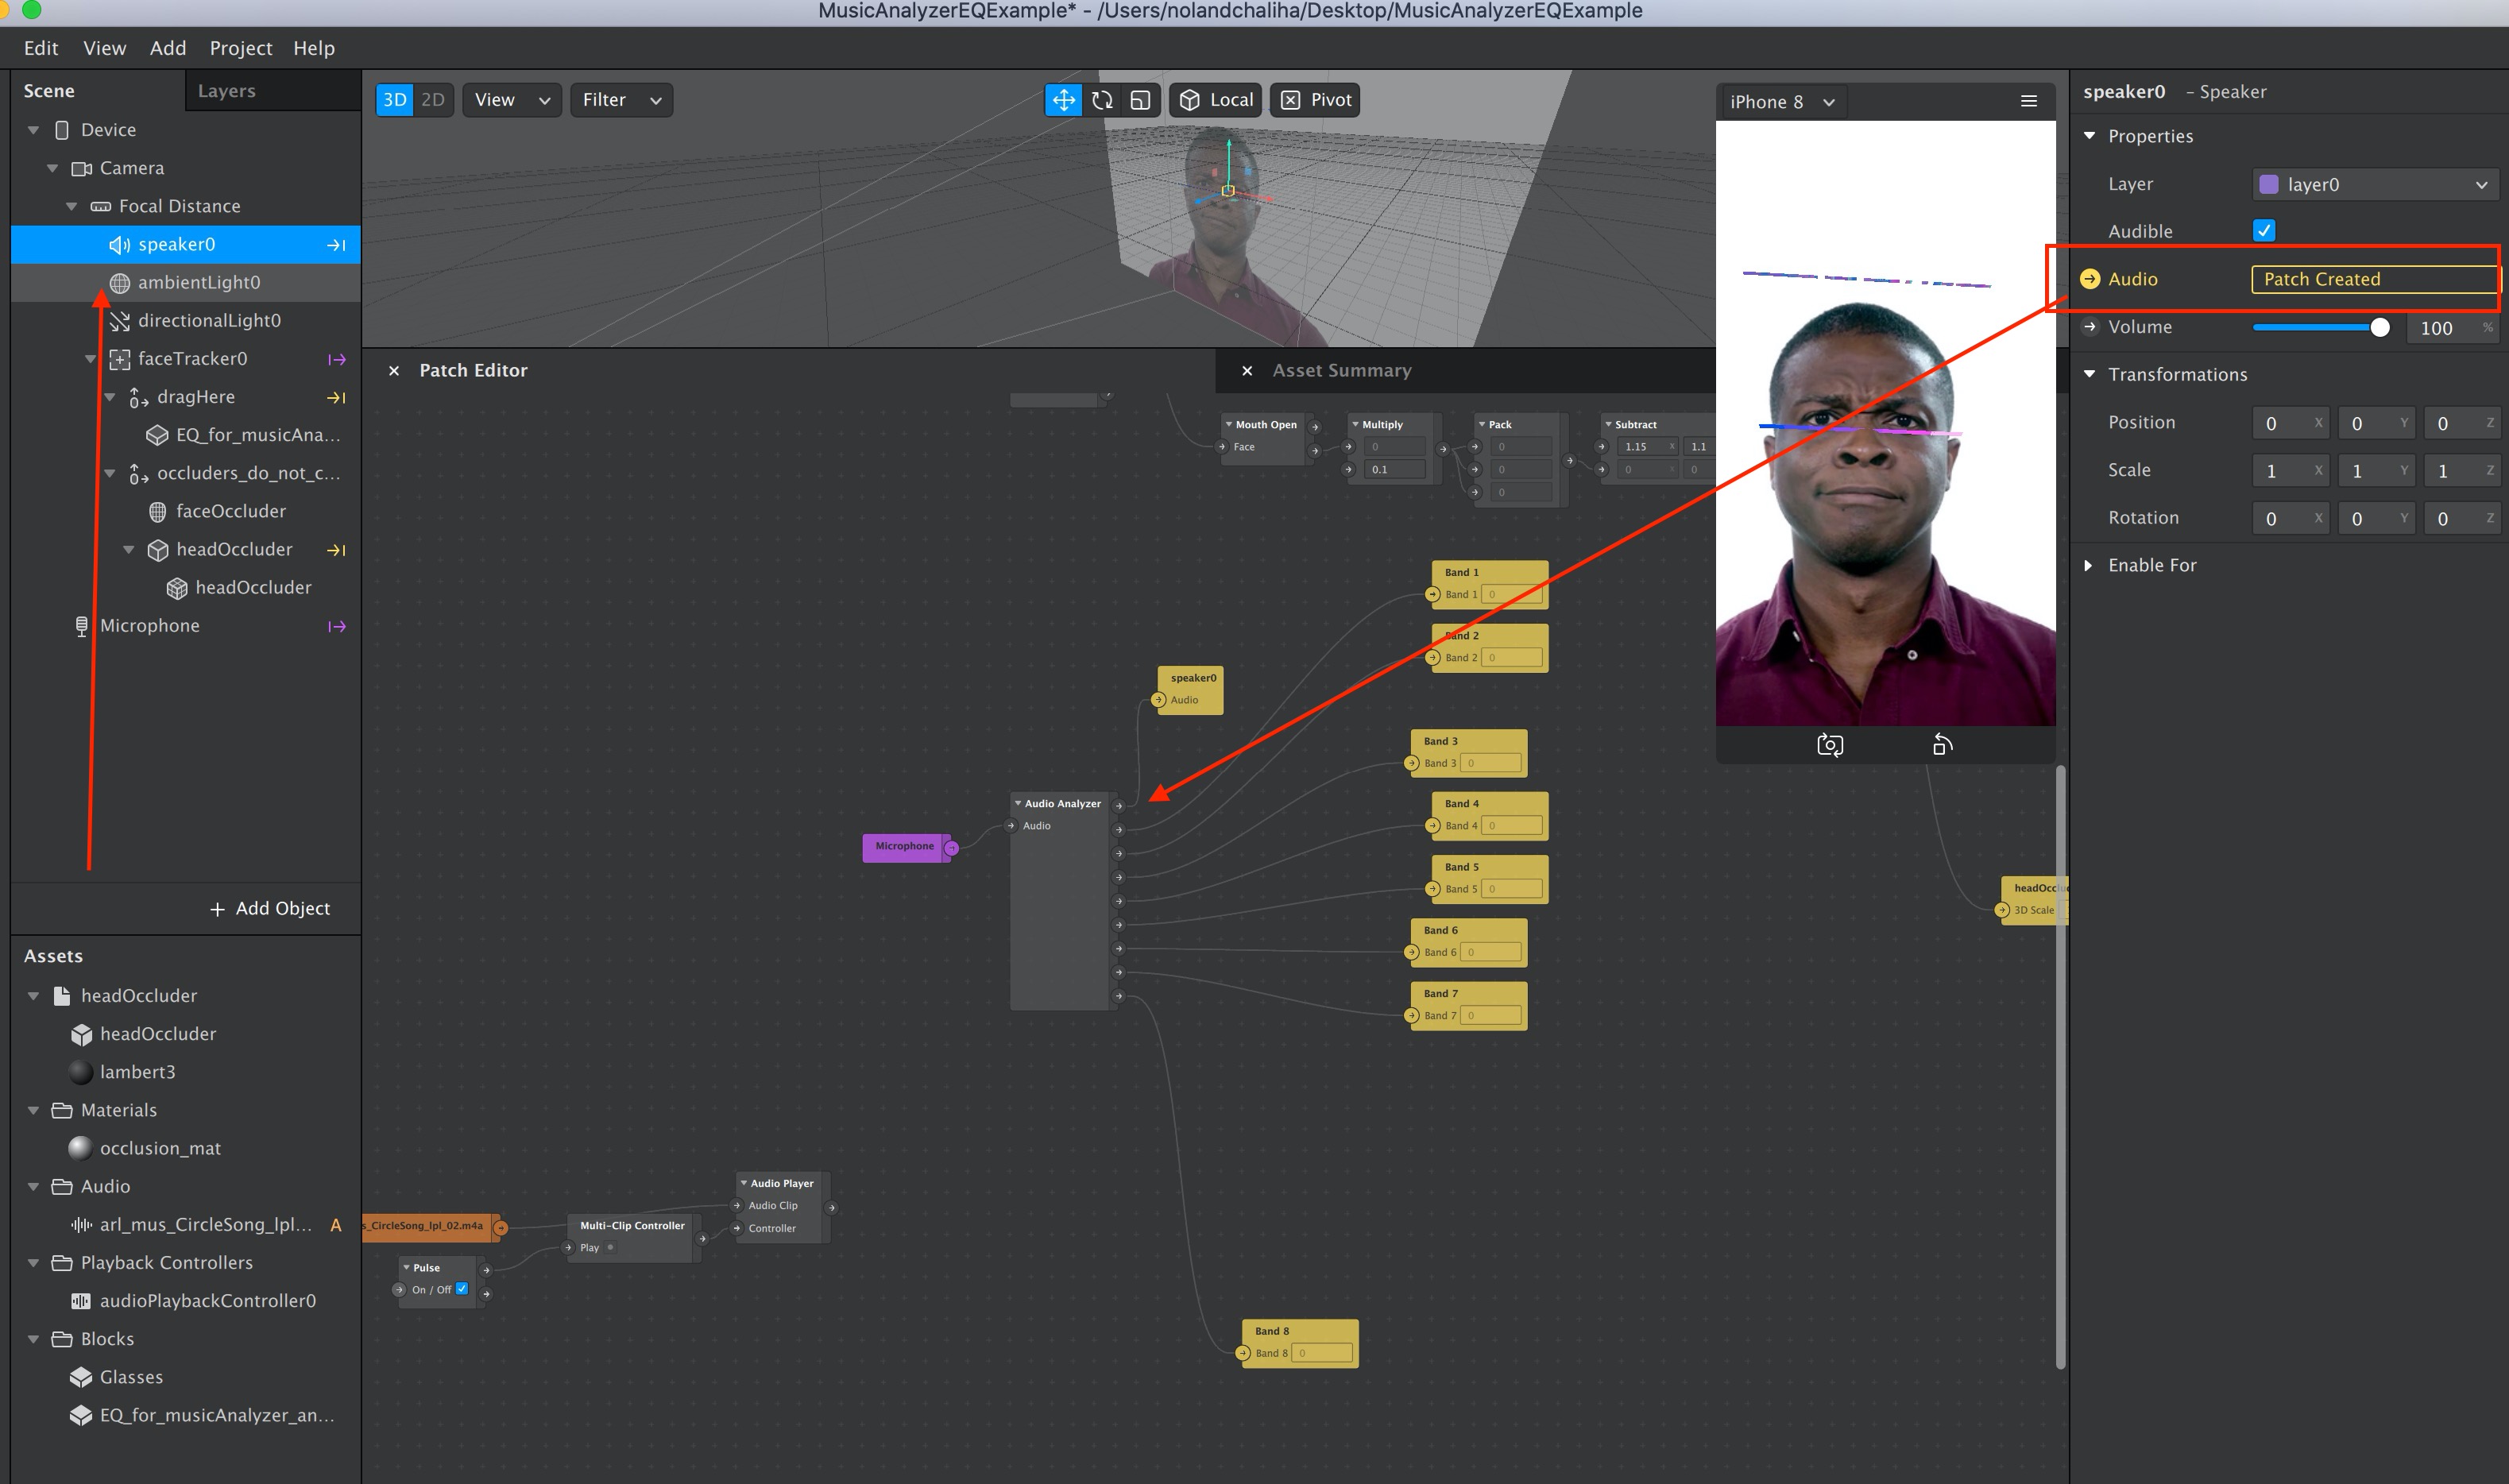 MusicAnalyzerEQExample* - /Users/nolandchaliha/Desktop/MusicAnalyzerEQExample
Edit View Add Project Help
Scene
Layers
Device
Camera
Focal Distance
speaker0
ambientLight0
directionalLight0
faceTracker0
dragHere
EQ_for_musicAna...
occluders_do_not_c...
faceOccluder
headOccluder
headOccluder
Microphone
+ Add Object
Assets
headOccluder
headOccluder
lambert3
Materials
occlusion_mat
Audio
arl_mus_CircleSong_lpl... A
Playback Controllers
audioPlaybackController0
Blocks
Glasses
EQ_for_musicAnalyzer_an...
3D 2D View Filter
Local Pivot
iPhone 8
Patch Editor
Asset Summary
Mouth Open
Face
Multiply
0
0.1
Pack
0
0
0
Subtract
1.15 X 1.1
0 X 0
Band 1
Band 1 0
Band 2
Band 2 0
speaker0
Audio
Band 3
Band 3 0
Audio Analyzer
Audio
Microphone
Band 4
Band 4 0
Band 5
Band 5 0
Band 6
Band 6 0
Band 7
Band 7 0
headOcclu
3D Scale
Audio Player
Audio Clip
Controller
s_CircleSong_lpl_02.m4a
Multi-Clip Controller
Play
Pulse
On / Off
Band 8
Band 8 0
speaker0 - Speaker
Properties
Layer layer0
Audible
Audio Patch Created
Volume 100 %
Transformations
Position 0 X 0 Y 0 Z
Scale 1 X 1 Y 1 Z
Rotation 0 X 0 Y 0 Z
Enable For